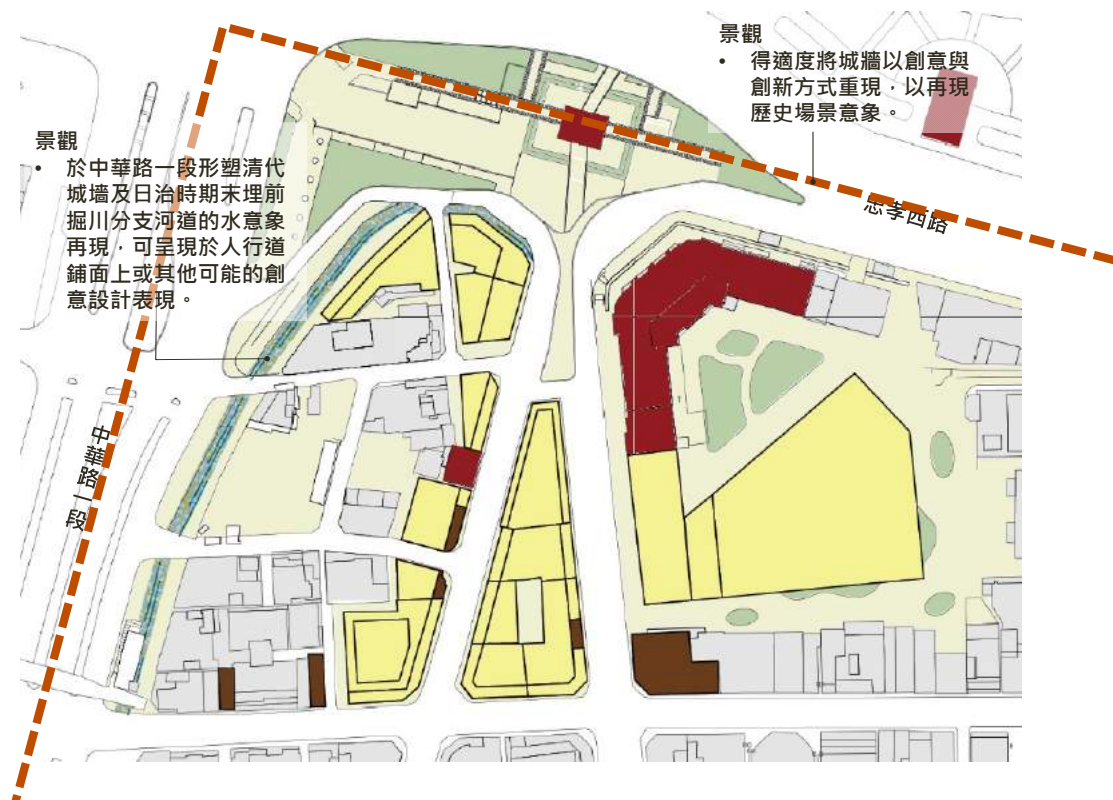 景觀
• 於中華路一段形塑清代
城墻及日治時期末埋前
掘川分支河道的水意象
再現，可呈現於人行道
鋪面上或其他可能的創
意設計表現。
景觀
• 得適度將城牆以創意與
創新方式重現，以再現
歷史場景意象。
忠孝西路
中華路一段